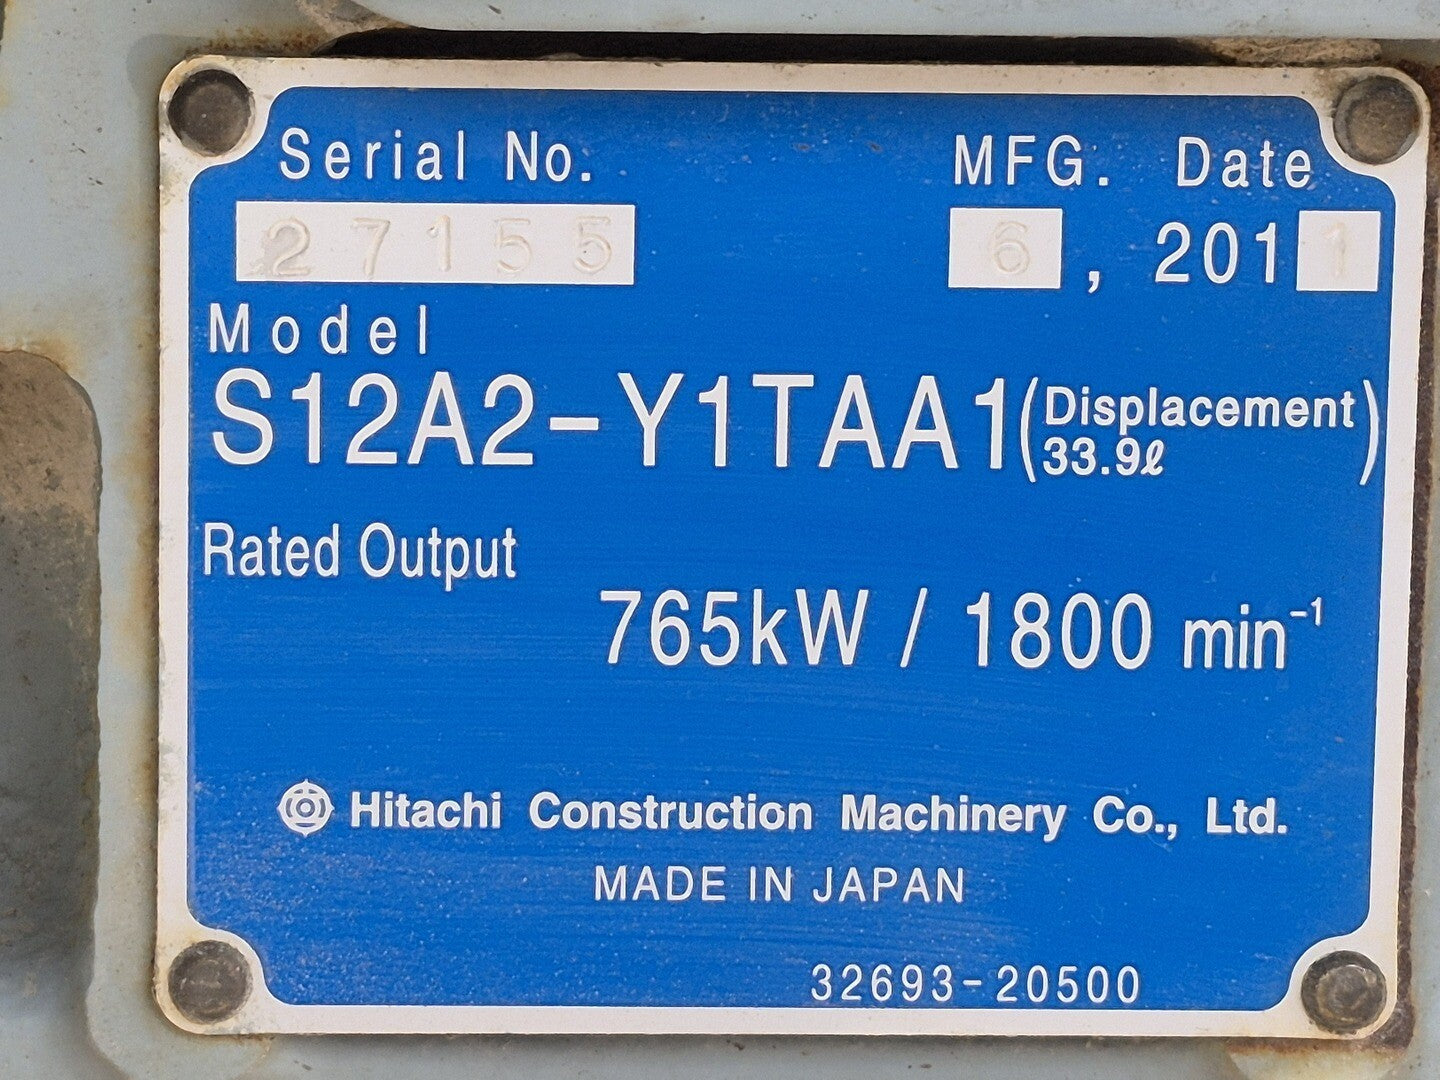 Serial No. MFG. Date
27155 6, 2011
Model
S12A2-Y1TAA1(Displacement 33.9ℓ)
Rated Output
765kW / 1800 min⁻¹
Hitachi Construction Machinery Co., Ltd.
MADE IN JAPAN
32693-20500